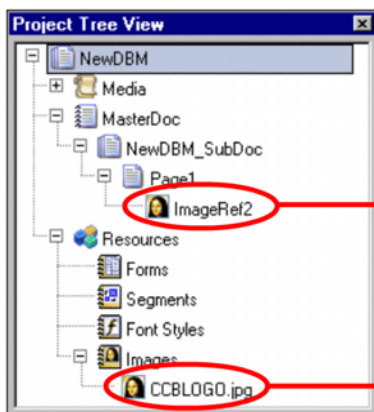 Project Tree View
NewDBM
Media
MasterDoc
NewDBM_SubDoc
Page1
ImageRef2
Resources
Forms
Segments
Font Styles
Images
CCBLOGO.jpg